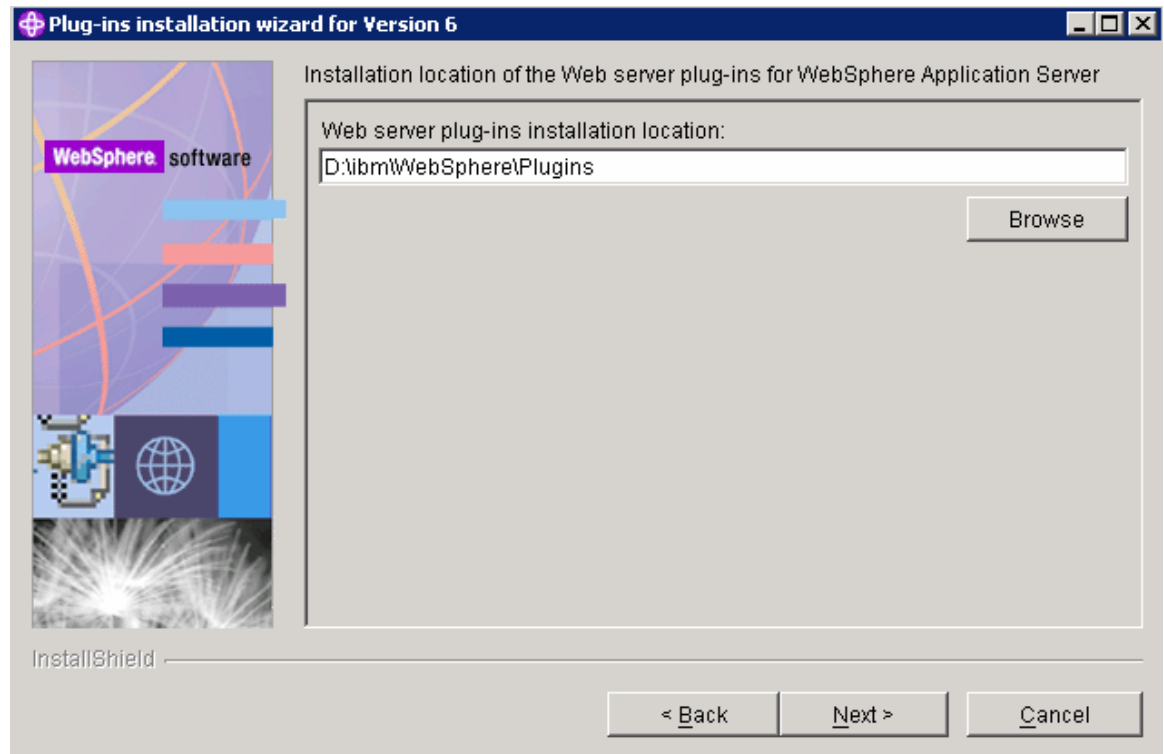 Plug-ins installation wizard for Version 6
Installation location of the Web server plug-ins for WebSphere Application Server
Web server plug-ins installation location:
WebSphere. software
D:\ibm\WebSphere\Plugins
Browse
InstallShield
< Back
Next >
Cancel